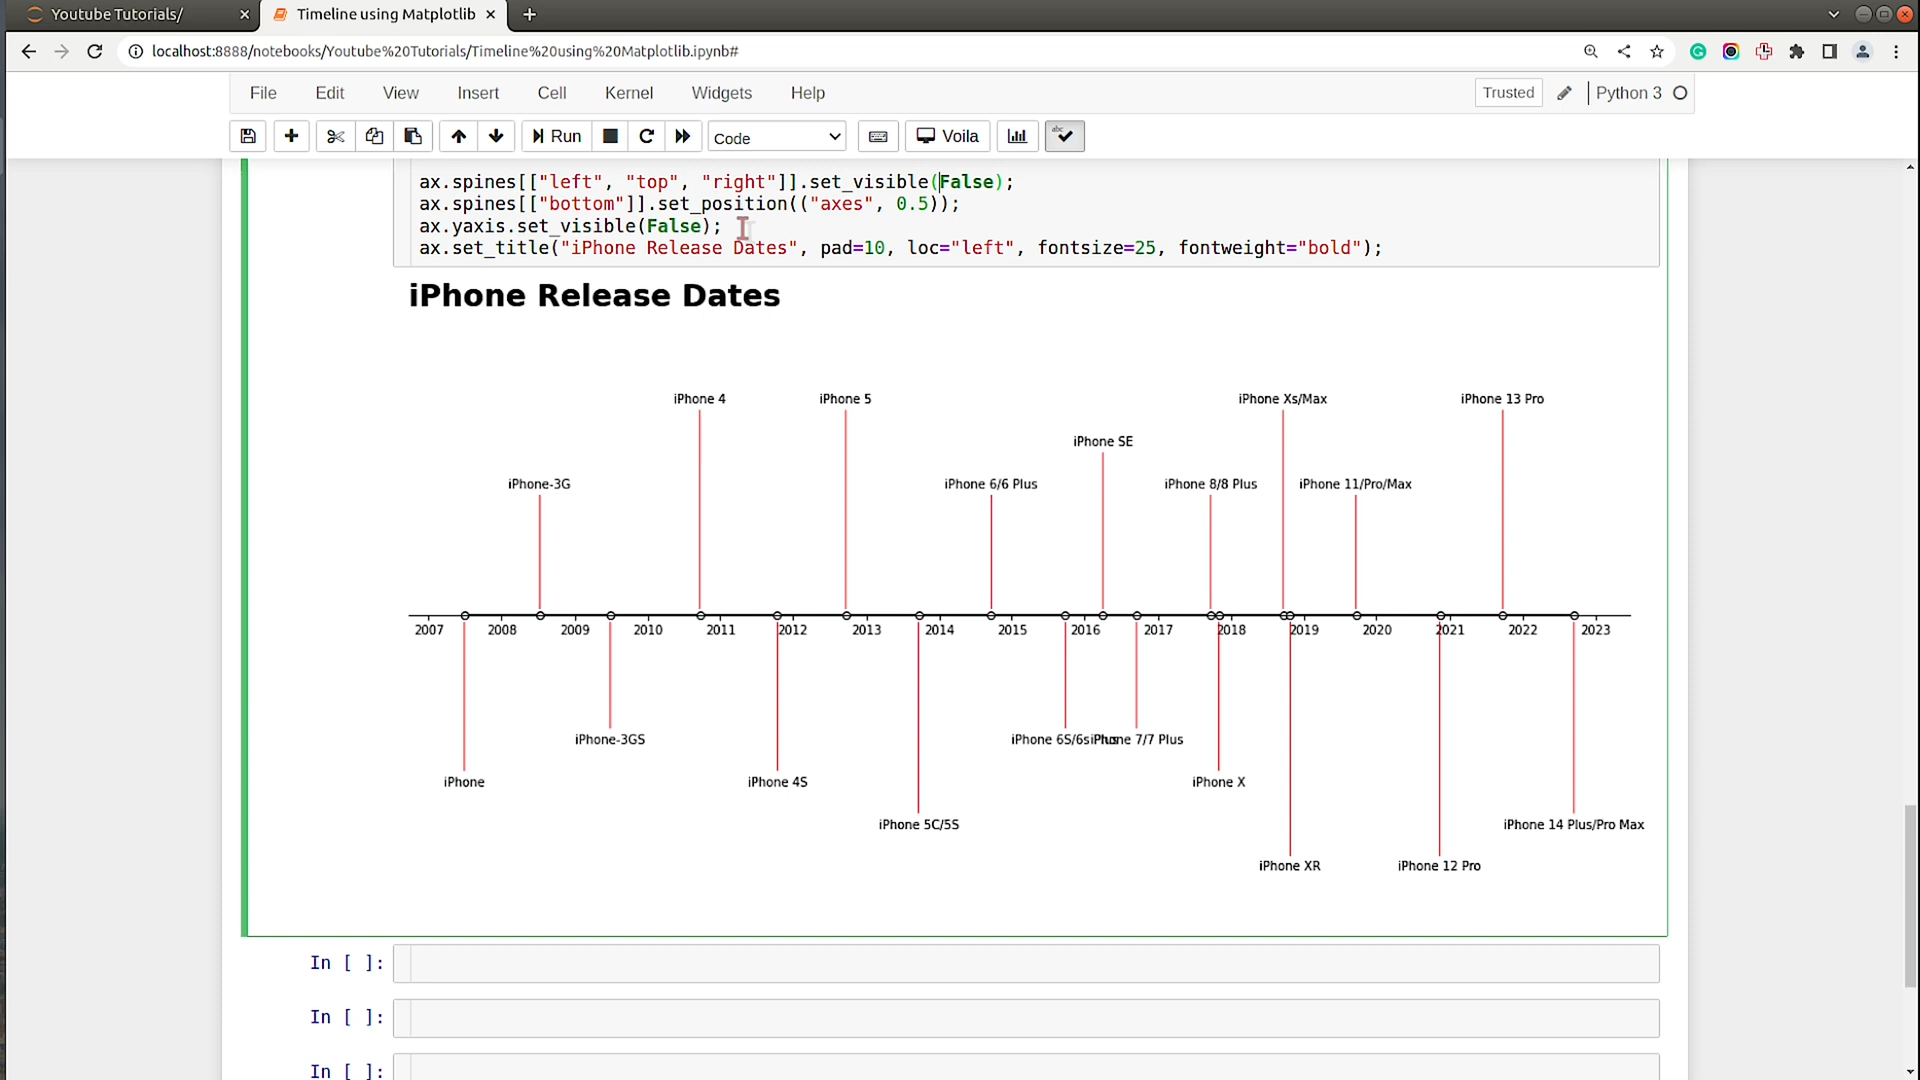 Youtube Tutorials/
Timeline using Matplotlib
localhost:8888/notebooks/Youtube%20Tutorials/Timeline%20using%20Matplotlib.ipynb#
File Edit View Insert Cell Kernel Widgets Help Trusted Python 3
Run Code Voila abc
ax.spines[["left", "top", "right"]].set_visible(False);
ax.spines[["bottom"]].set_position(("axes", 0.5));
ax.yaxis.set_visible(False);
ax.set_title("iPhone Release Dates", pad=10, loc="left", fontsize=25, fontweight="bold");
iPhone Release Dates
iPhone 4 iPhone 5 iPhone Xs/Max iPhone 13 Pro
iPhone SE
iPhone-3G iPhone 6/6 Plus iPhone 8/8 Plus iPhone 11/Pro/Max
2007 2008 2009 2010 2011 2012 2013 2014 2015 2016 2017 2018 2019 2020 2021 2022 2023
iPhone-3GS iPhone 6S/6s Plus iPhone 7/7 Plus
iPhone iPhone 4S iPhone X
iPhone 5C/5S iPhone 14 Plus/Pro Max
iPhone XR iPhone 12 Pro
In [ ]:
In [ ]:
In [ ]: